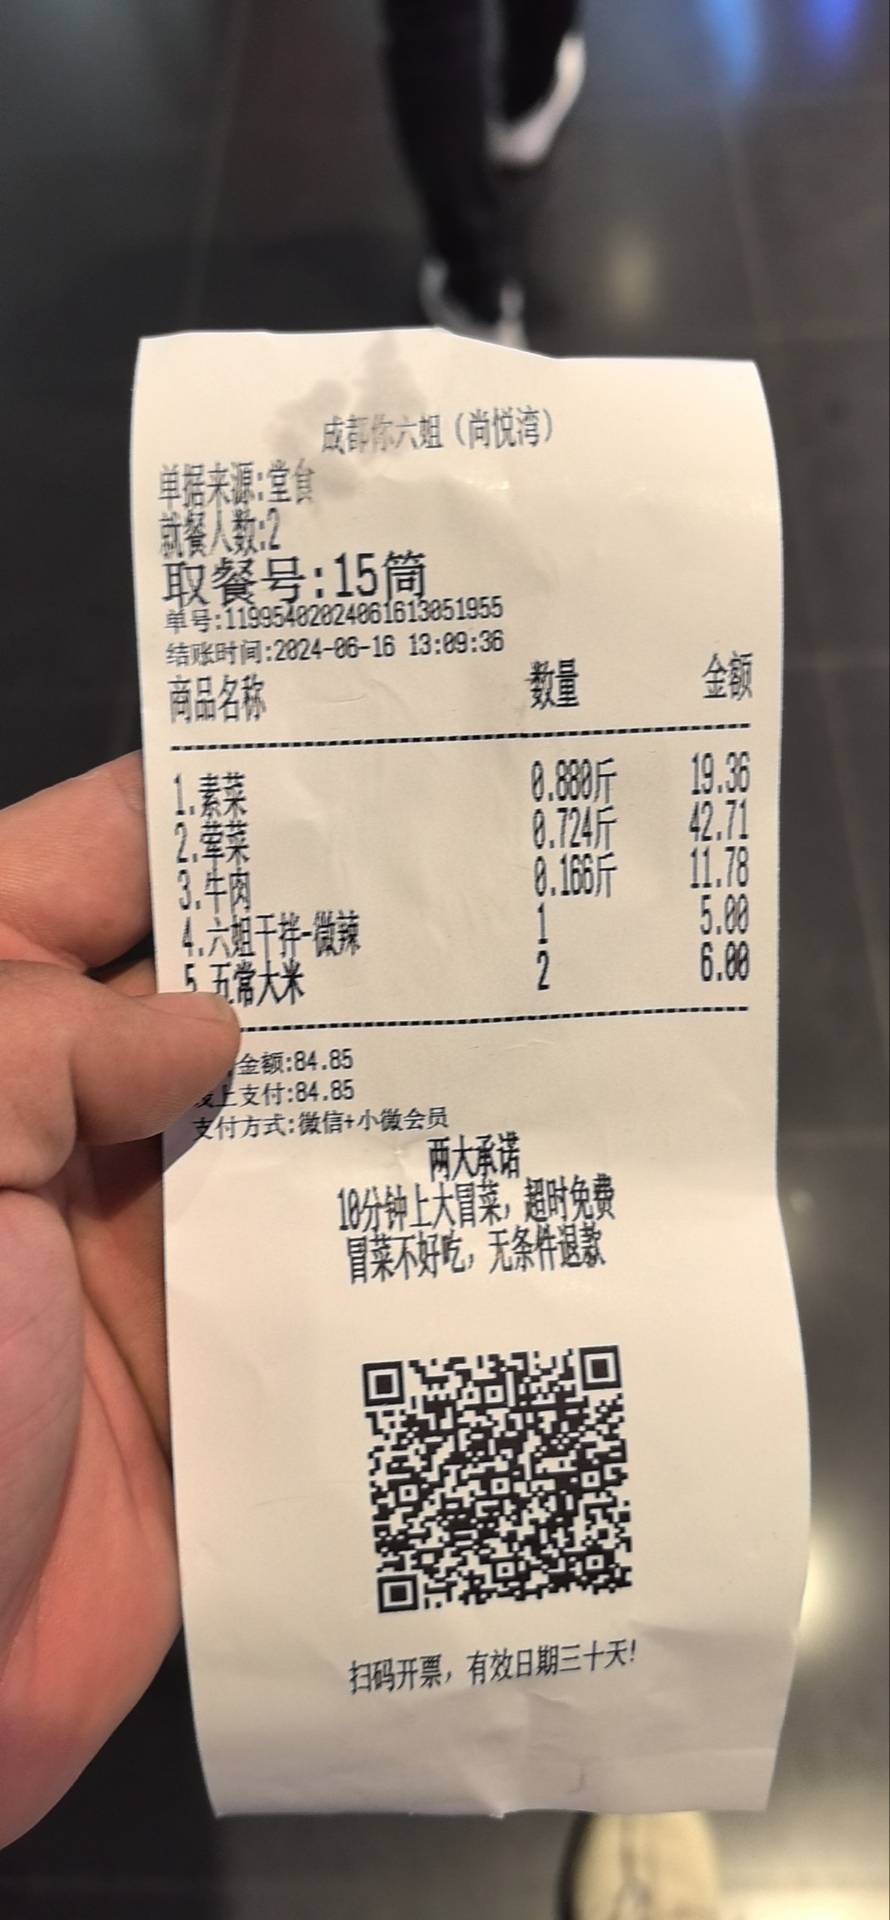 成都你六姐（尚悦湾）
单据来源:堂食
就餐人数:2
取餐号:15筒
单号:11995402024061613051955
结账时间:2024-06-16 13:09:36
商品名称 数量 金额
1.素菜 0.880斤 19.36
2.荤菜 0.724斤 42.71
3.牛肉 0.166斤 11.78
4.六姐干拌-微辣 1 5.00
5.五常大米 2 6.00
金额:84.85
线上支付:84.85
支付方式:微信+小微会员
两大承诺
10分钟上大冒菜，超时免费
冒菜不好吃，无条件退款
扫码开票，有效日期三十天!